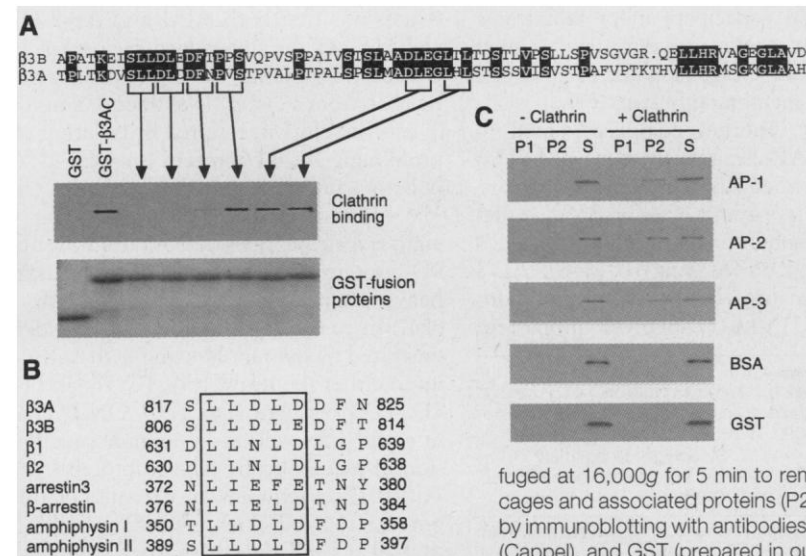 A
β3B APATKEISLLDLEDFTPPSVQPVSPPAIVSTSLAADLEGLTLTDSTLVPSLLSPVSGVGR.QELLHRVAGEGLAVD
β3A TPLTKDVSLLDLDDFNPVSTPVALPTPALSPSLMADLEGLHLSTSSSVISVSTPAFVPTKTHVLLHRMSGKGLAAH
GST
GST-β3AC
Clathrin
binding
GST-fusion
proteins
B
β3A 817 S L L D L D D F N 825
β3B 806 S L L D L E D F T 814
β1 631 D L L N L D L G P 639
β2 630 D L L N L D L G P 638
arrestin3 372 N L I E F E T N Y 380
β-arrestin 376 N L I E L D T N D 384
amphiphysin I 350 T L L D L D F D P 358
amphiphysin II 389 S L L D L D F D P 397
C
- Clathrin + Clathrin
P1 P2 S P1 P2 S
AP-1
AP-2
AP-3
BSA
GST
fuged at 16,000g for 5 min to rem
cages and associated proteins (P2
by immunoblotting with antibodies
(Cappel), and GST (prepared in ou